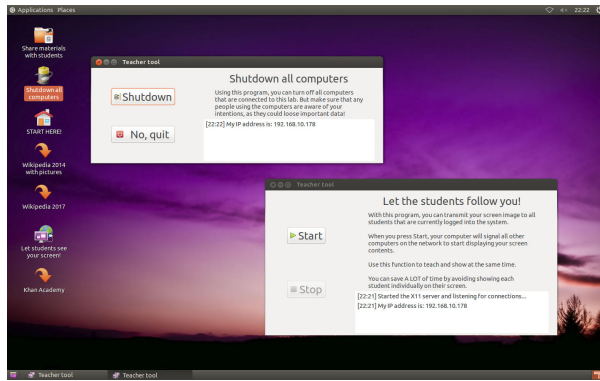 Applications Places
22:22
Share materials
with students
Shutdown all
computers
START HERE!
Wikipedia 2014
with pictures
Wikipedia 2017
Let students see
your screen!
Khan Academy
Teacher tool
Shutdown all computers
Shutdown
Using this program, you can turn off all computers
that are connected to this lab. But make sure that any
people using the computers are aware of your
intentions, as they could loose important data!
No, quit
[22:22] My IP address is: 192.168.10.178
Teacher tool
Let the students follow you!
With this program, you can transmit your screen image to all
students that are currently logged into the system.
Start
When you press Start, your computer will signal all other
computers on the network to start displaying your screen
contents.
Use this function to teach and show at the same time.
You can save A LOT of time by avoiding showing each
student individually on their screen.
Stop
[22:21] Started the X11 server and listening for connections...
[22:21] My IP address is: 192.168.10.178
Teacher tool
Teacher tool